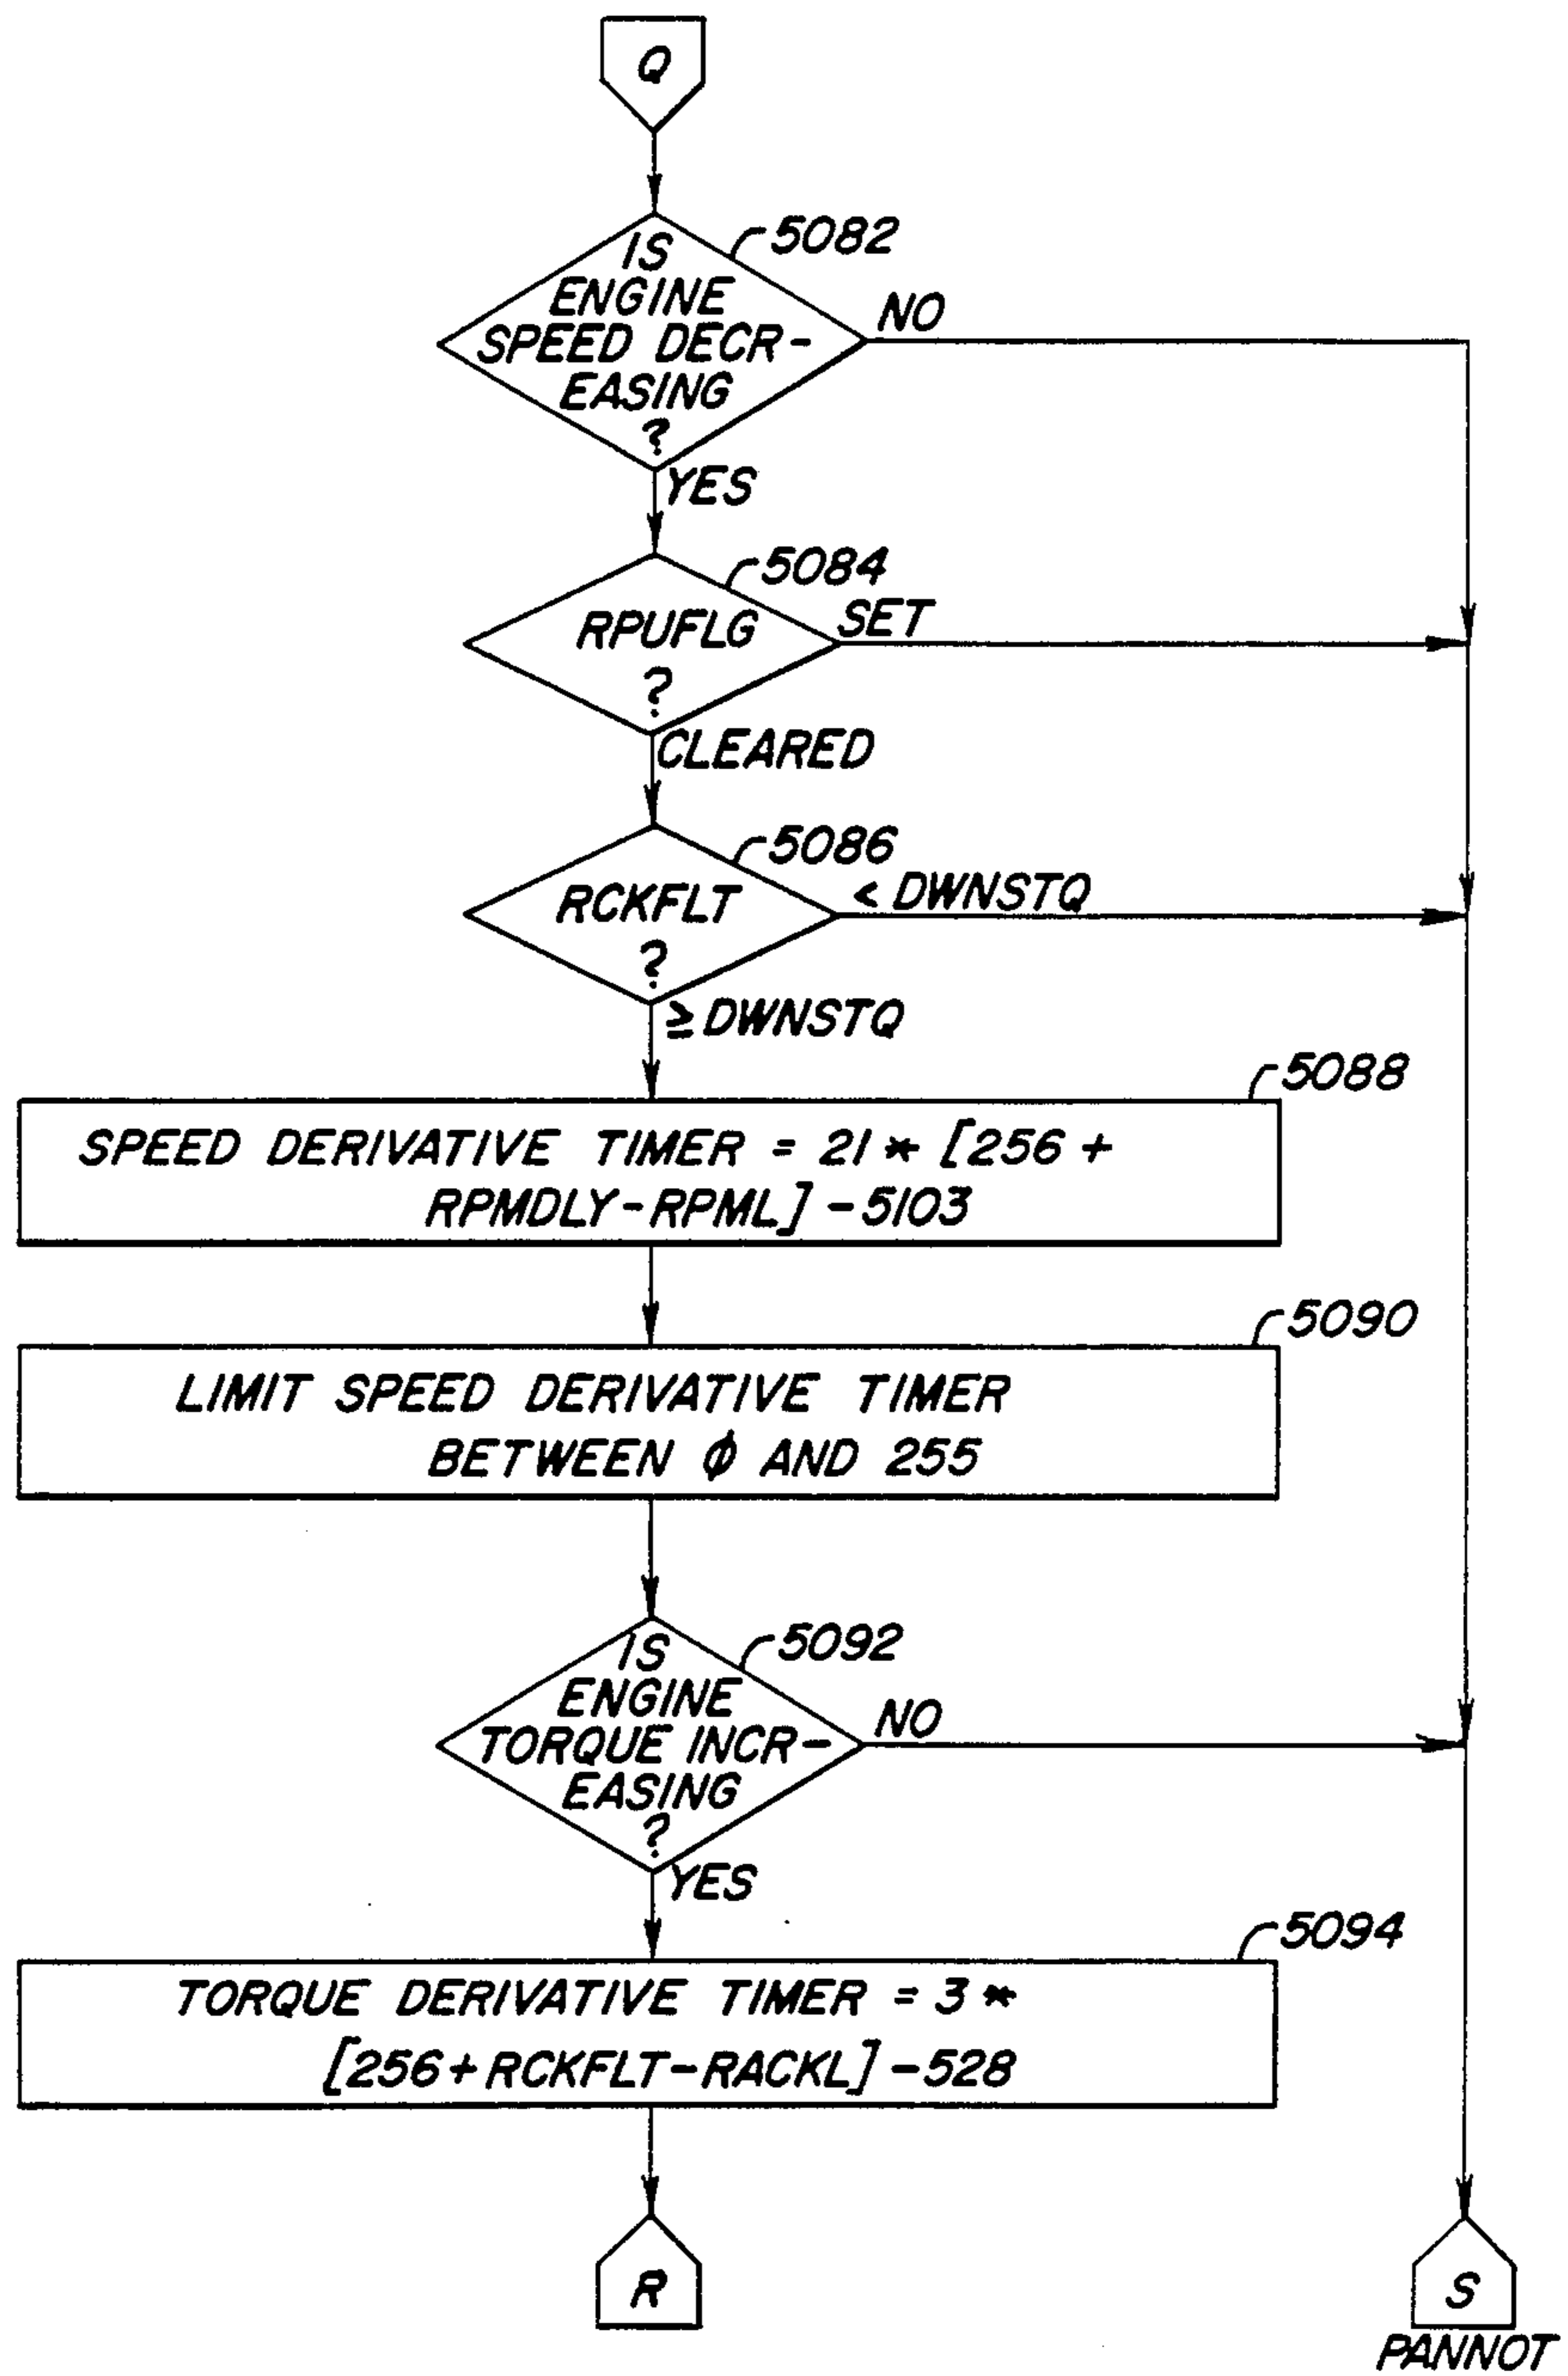 Q
5082
IS
ENGINE
SPEED DECR-
EASING
?
NO
YES
5084
RPUFLG
?
SET
CLEARED
5086
RCKFLT
?
< DWNSTQ
≥ DWNSTQ
5088
SPEED DERIVATIVE TIMER = 21 * [256 +
RPMDLY-RPML] -5103
5090
LIMIT SPEED DERIVATIVE TIMER
BETWEEN ϕ AND 255
5092
IS
ENGINE
TORQUE INCR-
EASING
?
NO
YES
5094
TORQUE DERIVATIVE TIMER = 3 *
[256+RCKFLT-RACKL] -528
R
S
PANNOT